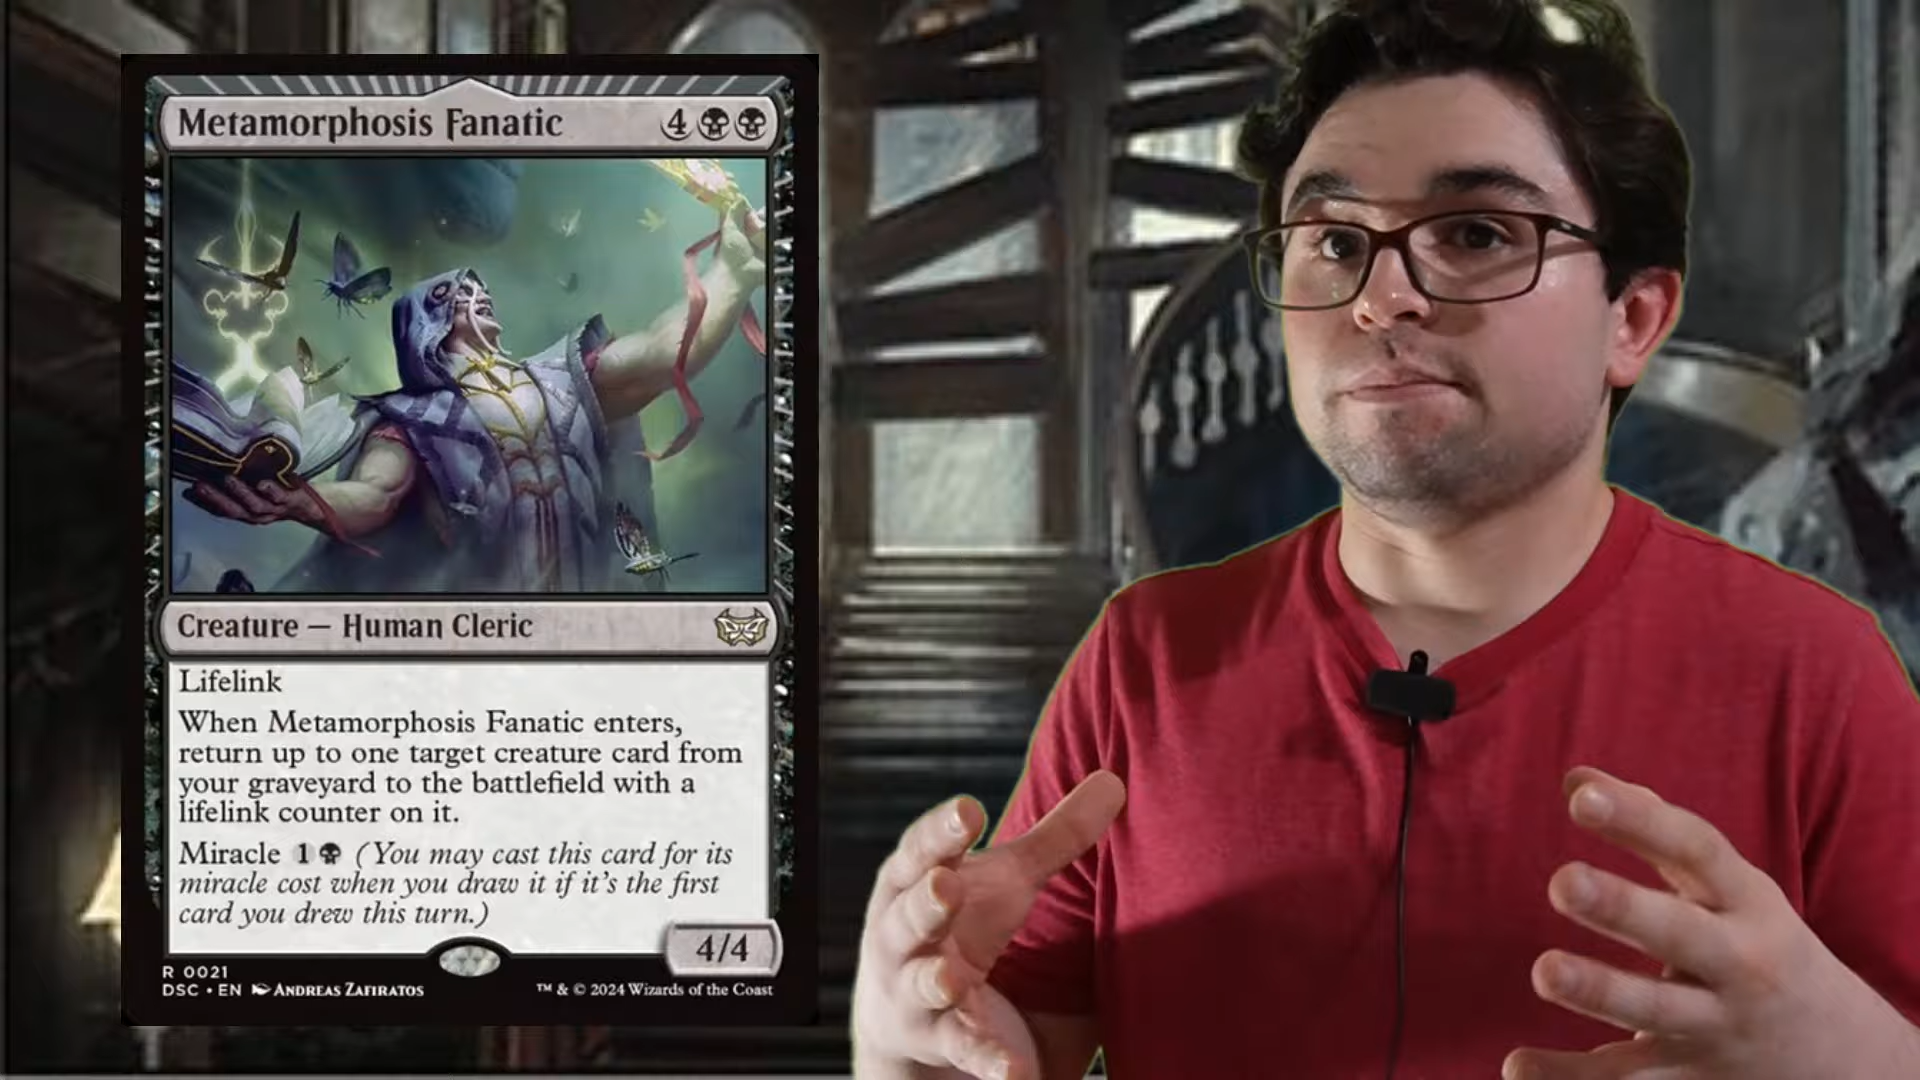 Metamorphosis Fanatic 4
Creature — Human Cleric
Lifelink
When Metamorphosis Fanatic enters,
return up to one target creature card from
your graveyard to the battlefield with a
lifelink counter on it.
Miracle 1 (You may cast this card for its
miracle cost when you draw it if it's the first
card you drew this turn.)
4/4
R 0021
DSC • EN ANDREAS ZAFIRATOS
™ & © 2024 Wizards of the Coast